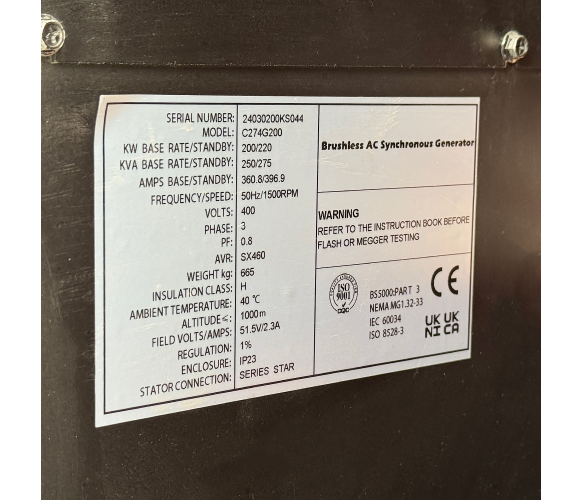 SERIAL NUMBER: 24030200KS044
MODEL: C274G200
KW BASE RATE/STANDBY: 200/220
KVA BASE RATE/STANDBY: 250/275
AMPS BASE/STANDBY: 360.8/396.9
FREQUENCY/SPEED: 50Hz/1500RPM
VOLTS: 400
PHASE: 3
PF: 0.8
AVR: SX460
WEIGHT kg: 665
INSULATION CLASS: H
AMBIENT TEMPERATURE: 40 ℃
ALTITUDE≤: 1000m
FIELD VOLTS/AMPS: 51.5V/2.3A
REGULATION: 1%
ENCLOSURE: IP23
STATOR CONNECTION: SERIES STAR
Brushless AC Synchronous Generator
WARNING
REFER TO THE INSTRUCTION BOOK BEFORE
FLASH OR MEGGER TESTING
ISO
9001
BS5000:PART 3
NEMA MG1.32-33
IEC 60034
ISO 8528-3
CE
UK UK
NI CA